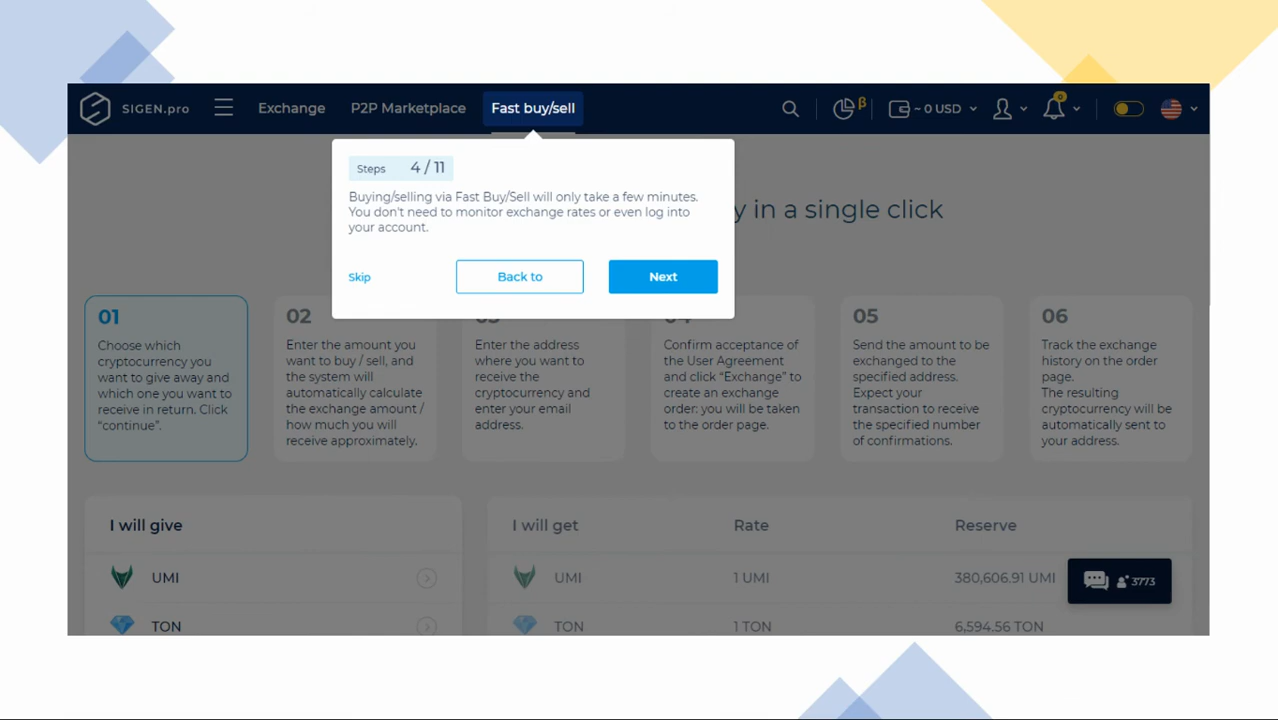 SIGEN.pro
Exchange
P2P Marketplace
Fast buy/sell
β
~ 0 USD
0
Steps 4 / 11
Buying/selling via Fast Buy/Sell will only take a few minutes.
You don't need to monitor exchange rates or even log into
your account.
Skip
Back to
Next
y in a single click
01
Choose which
cryptocurrency you
want to give away and
which one you want to
receive in return. Click
“continue”.
02
Enter the amount you
want to buy / sell, and
the system will
automatically calculate
the exchange amount /
how much you will
receive approximately.
03
Enter the address
where you want to
receive the
cryptocurrency and
enter your email
address.
04
Confirm acceptance of
the User Agreement
and click “Exchange” to
create an exchange
order: you will be taken
to the order page.
05
Send the amount to be
exchanged to the
specified address.
Expect your
transaction to receive
the specified number
of confirmations.
06
Track the exchange
history on the order
page.
The resulting
cryptocurrency will be
automatically sent to
your address.
I will give
UMI
TON
I will get Rate Reserve
UMI 1 UMI 380,606.91 UMI
TON 1 TON 6,594.56 TON
3773